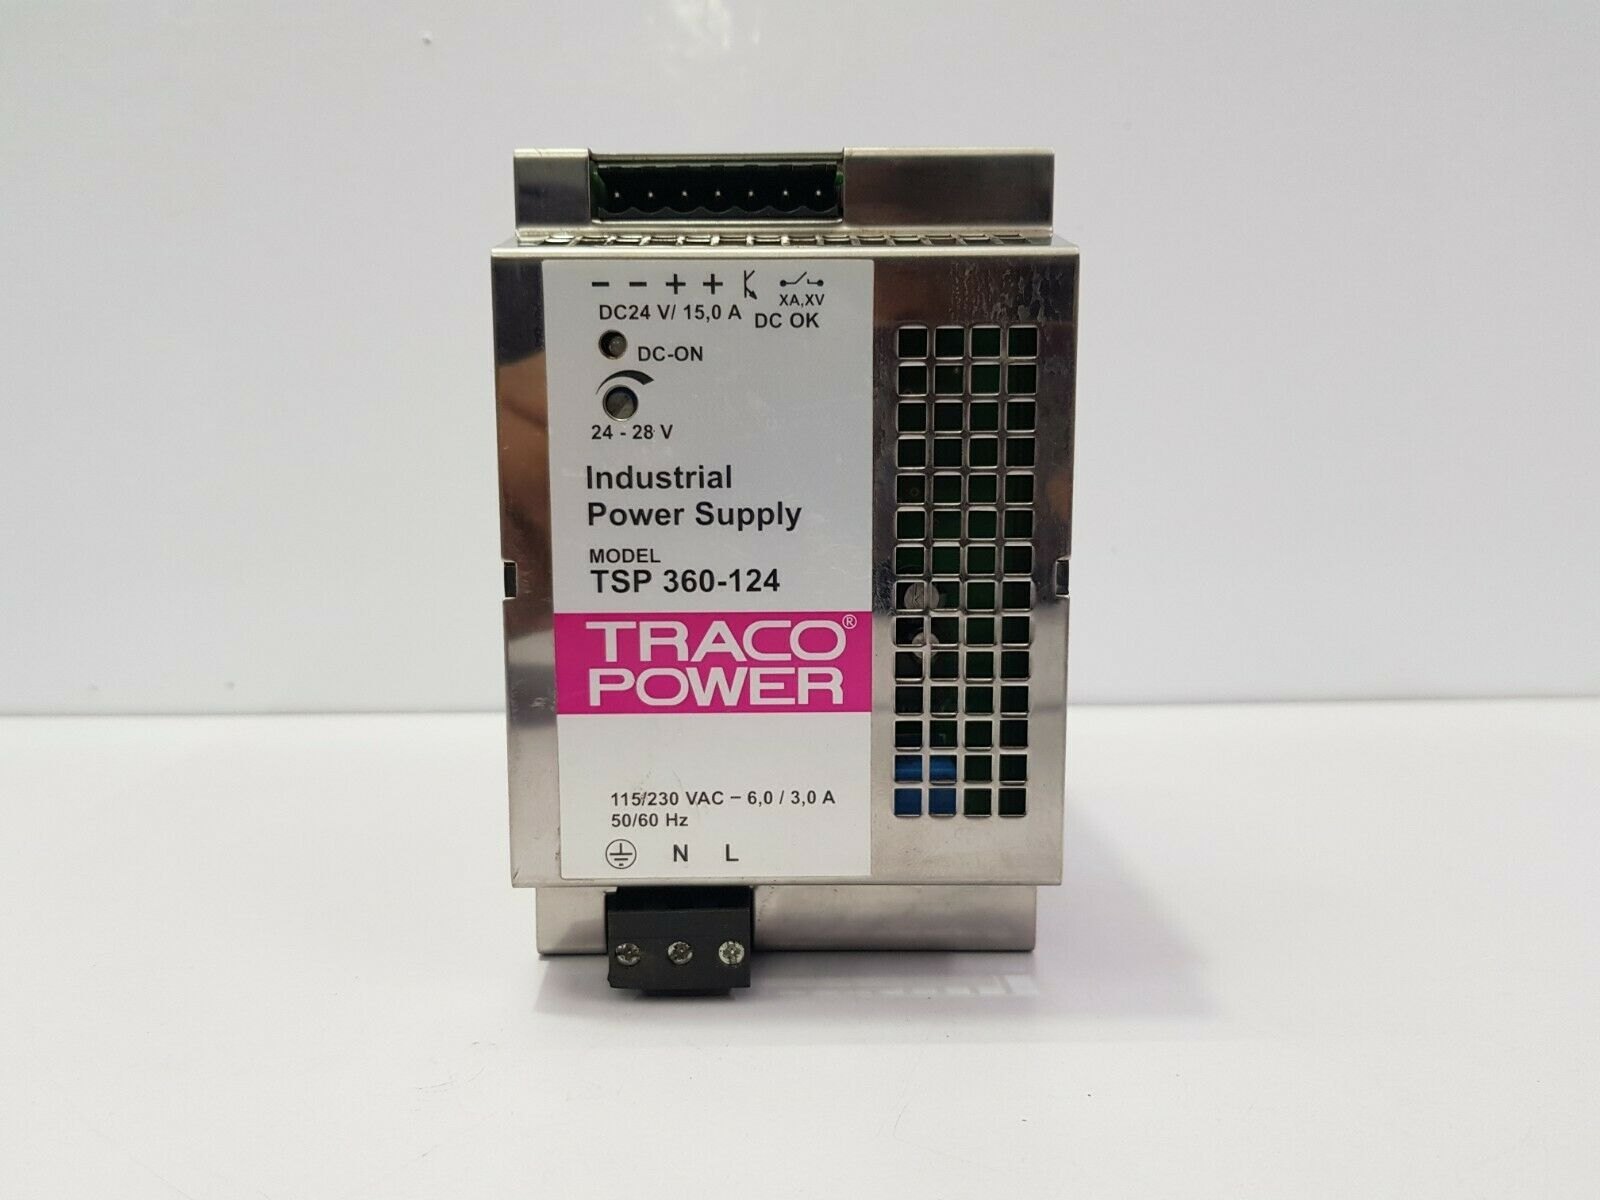 − − + +
XA,XV
DC24 V/ 15,0 A DC OK
DC-ON
24 - 28 V
Industrial
Power Supply
MODEL
TSP 360-124
TRACO®
POWER
115/230 VAC – 6,0 / 3,0 A
50/60 Hz
N L